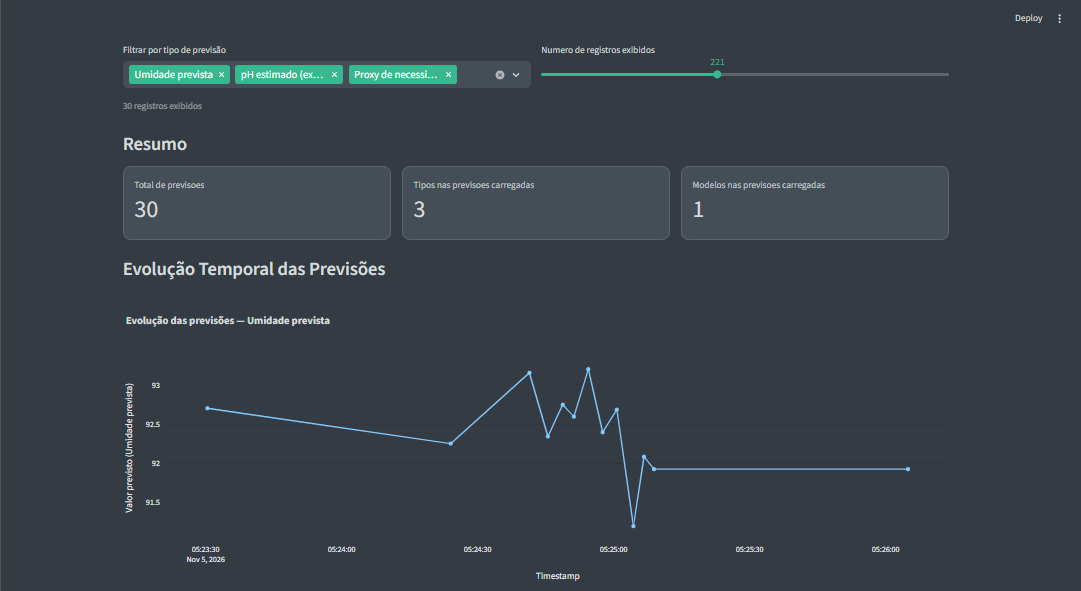 Deploy
Filtrar por tipo de previsão
Numero de registros exibidos
Umidade prevista
pH estimado (ex...
Proxy de necessi...
221
30 registros exibidos
Resumo
Total de previsoes
30
Tipos nas previsoes carregadas
3
Modelos nas previsoes carregadas
1
Evolução Temporal das Previsões
Evolução das previsões — Umidade prevista
Valor previsto (Umidade prevista)
93
92.5
92
91.5
05:23:30
Nov 5, 2026
05:24:00
05:24:30
05:25:00
05:25:30
05:26:00
Timestamp